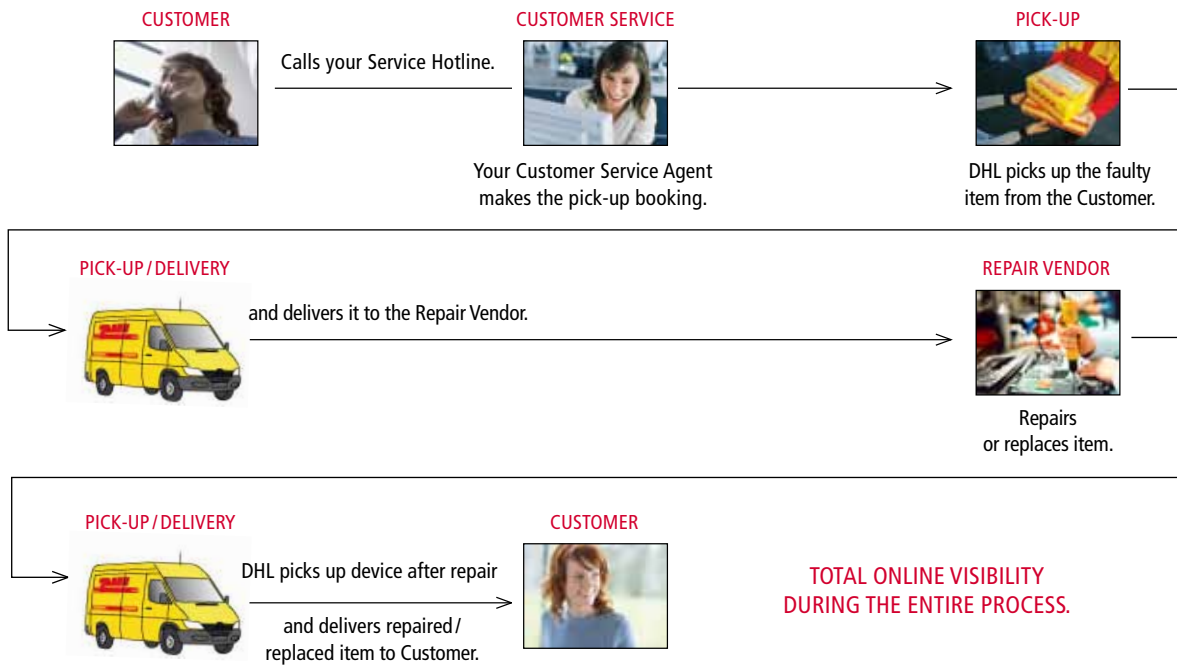 CUSTOMER
CUSTOMER SERVICE
PICK-UP
Calls your Service Hotline.
Your Customer Service Agent
makes the pick-up booking.
DHL picks up the faulty
item from the Customer.
PICK-UP / DELIVERY
REPAIR VENDOR
and delivers it to the Repair Vendor.
Repairs
or replaces item.
PICK-UP / DELIVERY
CUSTOMER
DHL picks up device after repair
and delivers repaired /
replaced item to Customer.
TOTAL ONLINE VISIBILITY
DURING THE ENTIRE PROCESS.